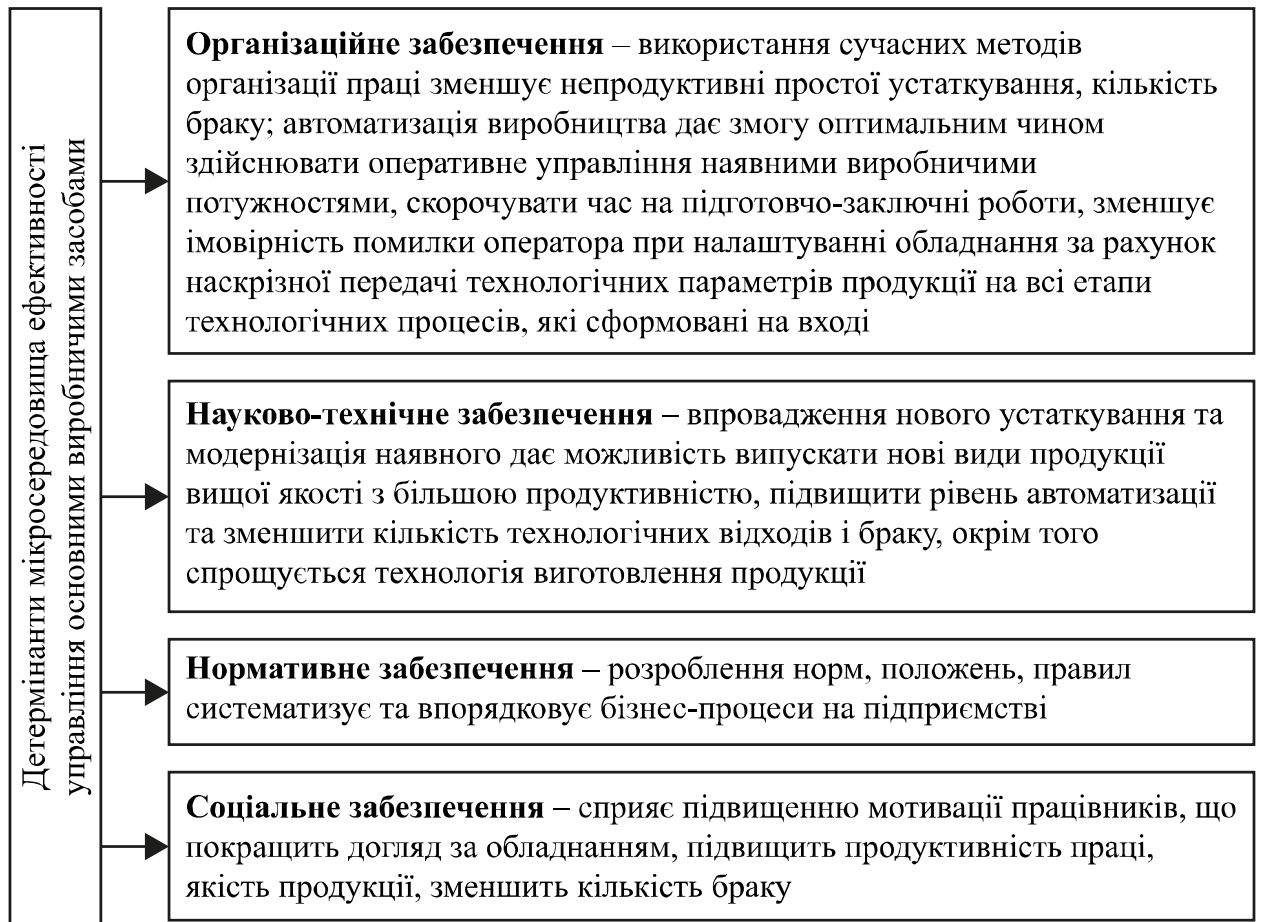 Детермінанти мікросередовища ефективності
управління основними виробничими засобами
Організаційне забезпечення – використання сучасних методів
організації праці зменшує непродуктивні простої устаткування, кількість
браку; автоматизація виробництва дає змогу оптимальним чином
здійснювати оперативне управління наявними виробничими
потужностями, скорочувати час на підготовчо-заключні роботи, зменшує
імовірність помилки оператора при налаштуванні обладнання за рахунок
наскрізної передачі технологічних параметрів продукції на всі етапи
технологічних процесів, які сформовані на вході
Науково-технічне забезпечення – впровадження нового устаткування та
модернізація наявного дає можливість випускати нові види продукції
вищої якості з більшою продуктивністю, підвищити рівень автоматизації
та зменшити кількість технологічних відходів і браку, окрім того
спрощується технологія виготовлення продукції
Нормативне забезпечення – розроблення норм, положень, правил
систематизує та впорядковує бізнес-процеси на підприємстві
Соціальне забезпечення – сприяє підвищенню мотивації працівників, що
покращить догляд за обладнанням, підвищить продуктивність праці,
якість продукції, зменшить кількість браку